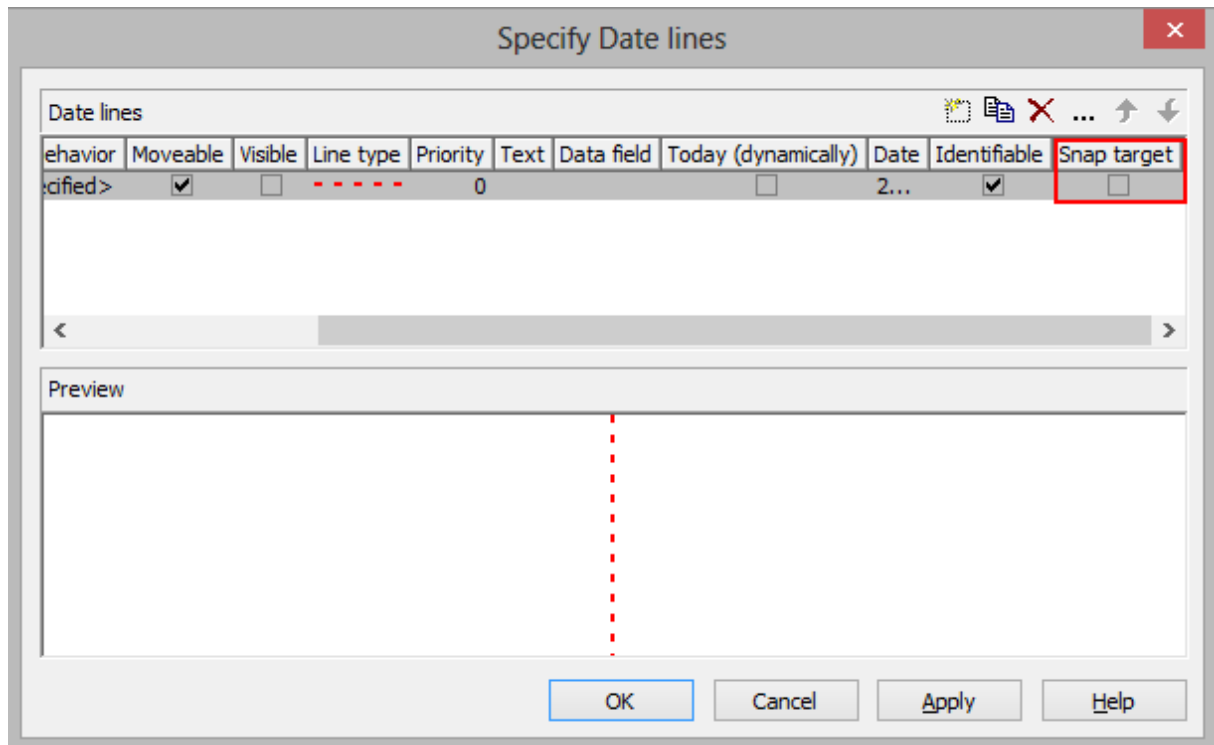 Specify Date lines
Date lines
...
ehavior Moveable Visible Line type Priority Text Data field Today (dynamically) Date Identifiable Snap target
cified> 0 2...
Preview
OK Cancel Apply Help